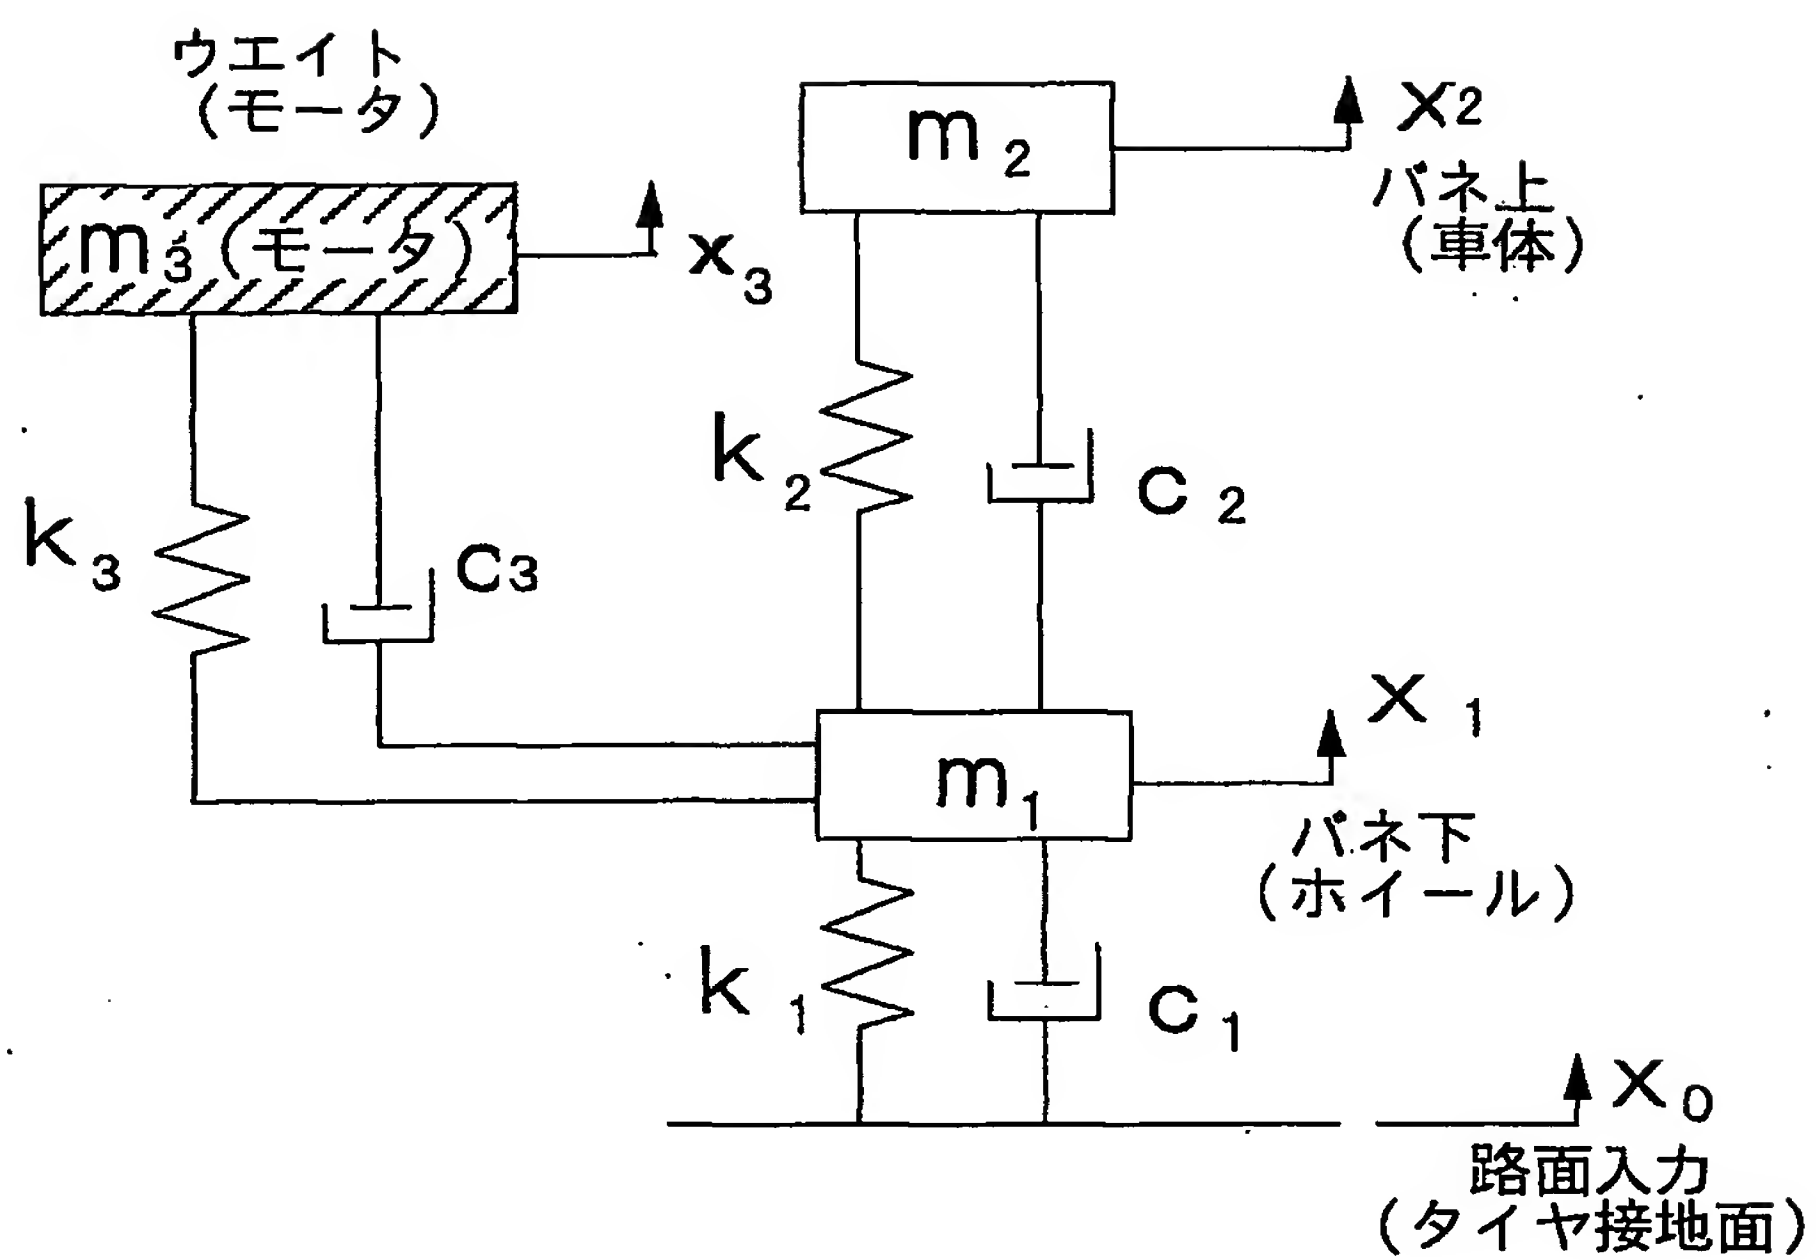 ウエイト
(モータ)
m3(モータ)
x3
m2
x2
バネ上
(車体)
k2
c2
k3
c3
x1
m1
バネ下
(ホイール)
k1
c1
x0
路面入力
(タイヤ接地面)